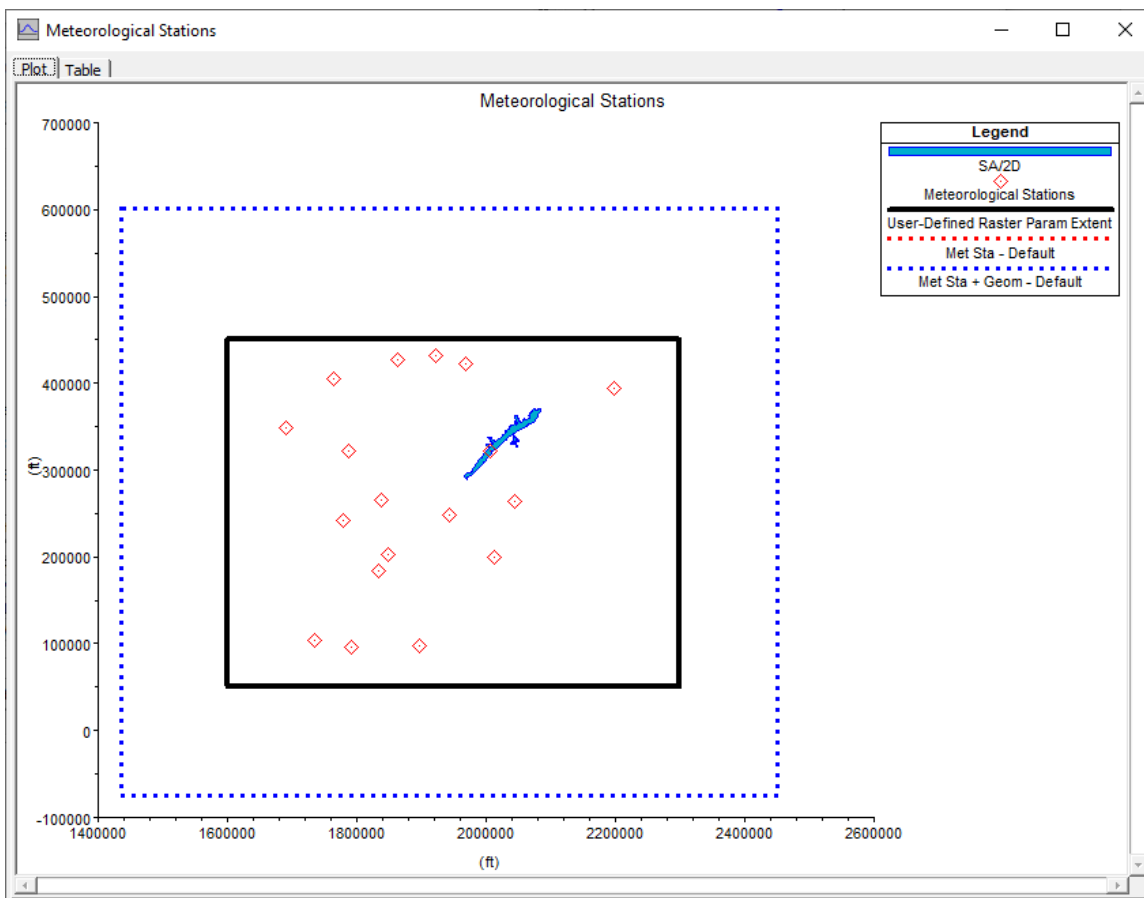 Meteorological Stations
Plot
Table
Meteorological Stations
Legend
SA/2D
Meteorological Stations
User-Defined Raster Param Extent
Met Sta - Default
Met Sta + Geom - Default
700000
600000
500000
400000
300000
200000
100000
0
-100000
(ft)
1400000 1600000 1800000 2000000 2200000 2400000 2600000
(ft)